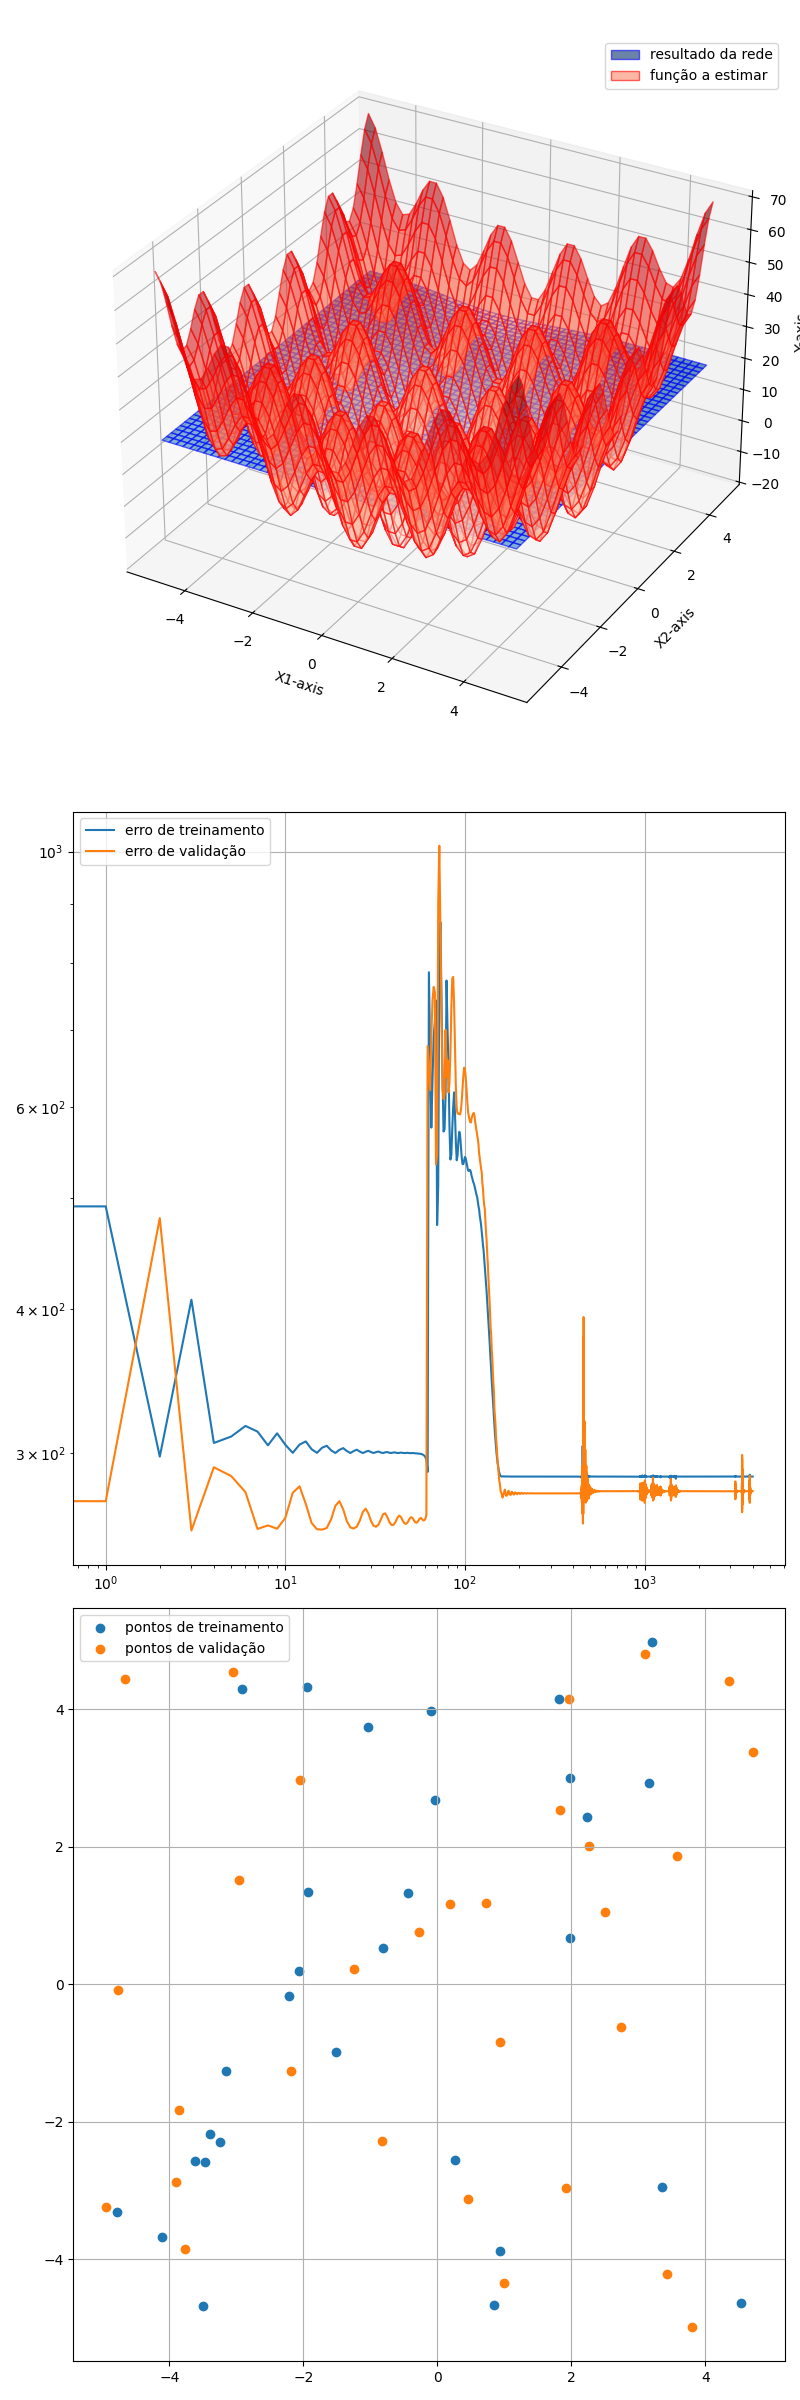 resultado da rede
função a estimar
70
60
50
40
30
20
10
0
−10
−20
4
2
0
−2
−4
X2-axis
−4
−2
0
2
4
X1-axis
erro de treinamento
erro de validação
10³
6 × 10²
4 × 10²
3 × 10²
10⁰ 10¹ 10² 10³
pontos de treinamento
pontos de validação
4
2
0
−2
−4
−4 −2 0 2 4